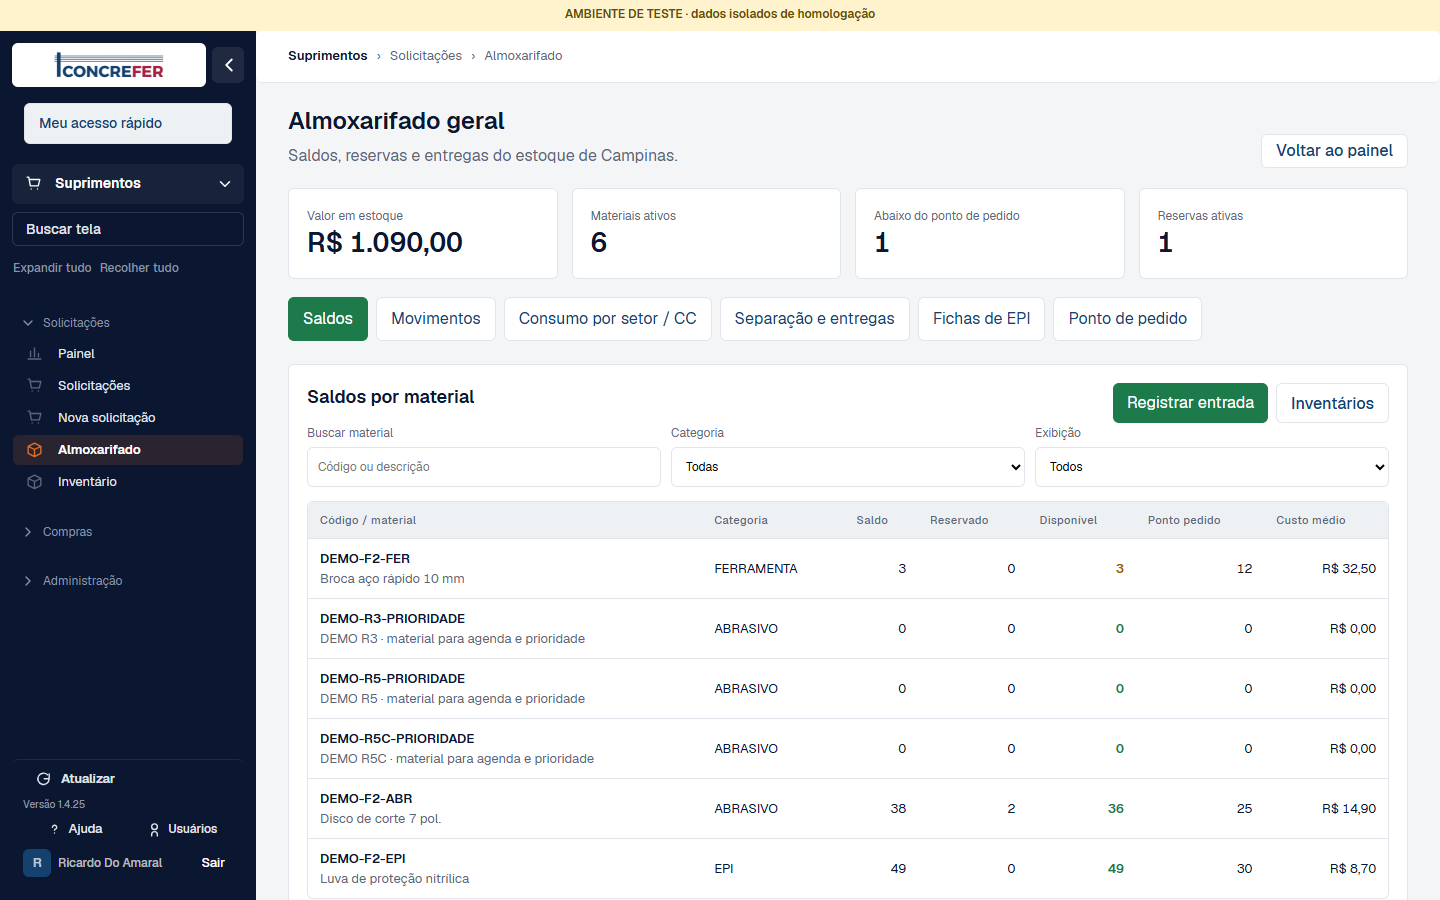 AMBIENTE DE TESTE · dados isolados de homologação
CONCREFER
Meu acesso rápido
Suprimentos
Buscar tela
Expandir tudo Recolher tudo
Solicitações
Painel
Solicitações
Nova solicitação
Almoxarifado
Inventário
Compras
Administração
Atualizar
Versão 1.4.25
? Ajuda Usuários
R Ricardo Do Amaral Sair
Suprimentos › Solicitações › Almoxarifado
Almoxarifado geral
Saldos, reservas e entregas do estoque de Campinas.
Voltar ao painel
Valor em estoque
R$ 1.090,00
Materiais ativos
6
Abaixo do ponto de pedido
1
Reservas ativas
1
Saldos Movimentos Consumo por setor / CC Separação e entregas Fichas de EPI Ponto de pedido
Saldos por material
Registrar entrada Inventários
Buscar material Categoria Exibição
Código ou descrição Todas Todos
Código / material Categoria Saldo Reservado Disponível Ponto pedido Custo médio
DEMO-F2-FER
Broca aço rápido 10 mm
FERRAMENTA 3 0 3 12 R$ 32,50
DEMO-R3-PRIORIDADE
DEMO R3 · material para agenda e prioridade
ABRASIVO 0 0 0 0 R$ 0,00
DEMO-R5-PRIORIDADE
DEMO R5 · material para agenda e prioridade
ABRASIVO 0 0 0 0 R$ 0,00
DEMO-R5C-PRIORIDADE
DEMO R5C · material para agenda e prioridade
ABRASIVO 0 0 0 0 R$ 0,00
DEMO-F2-ABR
Disco de corte 7 pol.
ABRASIVO 38 2 36 25 R$ 14,90
DEMO-F2-EPI
Luva de proteção nitrílica
EPI 49 0 49 30 R$ 8,70